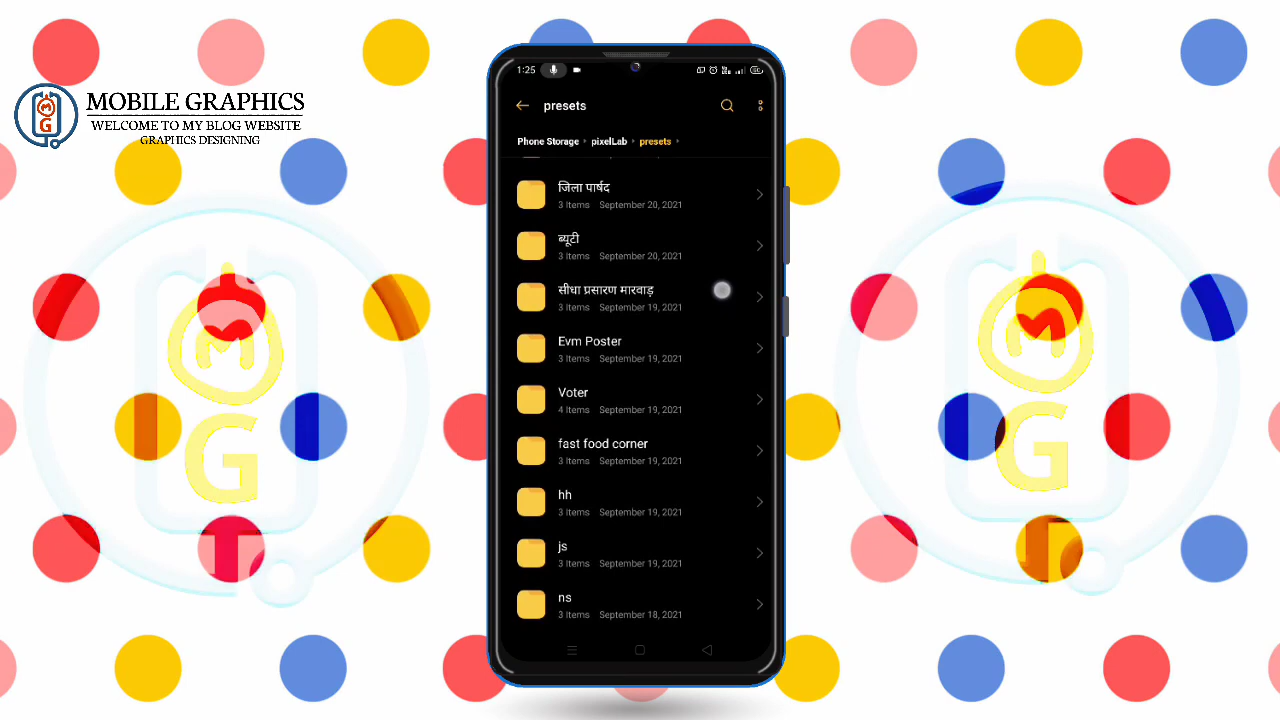 MOBILE GRAPHICS
WELCOME TO MY BLOG WEBSITE
GRAPHICS DESIGNING
1:25
presets
Phone Storage pixelLab presets
जिला पार्षद
3 Items September 20, 2021
ब्यूटी
3 Items September 20, 2021
सीधा प्रसारण मारवाड़
3 Items September 19, 2021
Evm Poster
3 Items September 19, 2021
Voter
4 Items September 19, 2021
fast food corner
3 Items September 19, 2021
hh
3 Items September 19, 2021
js
3 Items September 19, 2021
ns
3 Items September 18, 2021
M
G
M
G